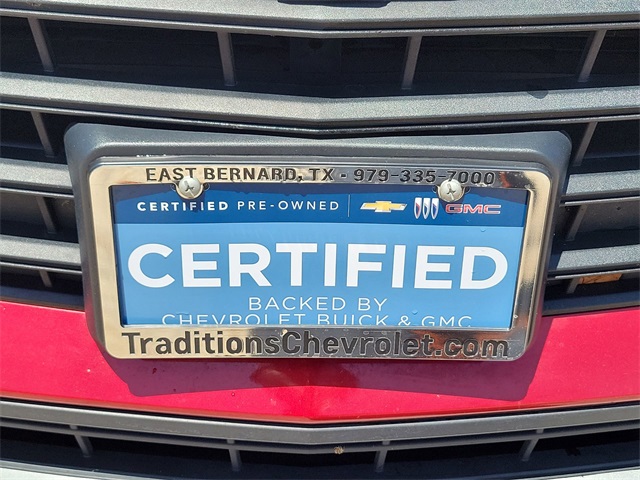 EAST BERNARD, TX - 979-335-7000
CERTIFIED PRE-OWNED GMC
CERTIFIED
BACKED BY
CHEVROLET BUICK & GMC
TraditionsChevrolet.com